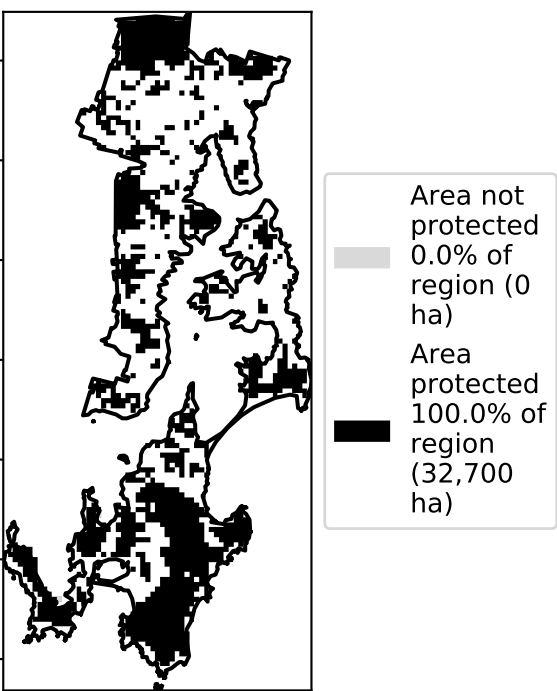 Area not
protected
0.0% of
region (0
ha)
Area
protected
100.0% of
region
(32,700
ha)